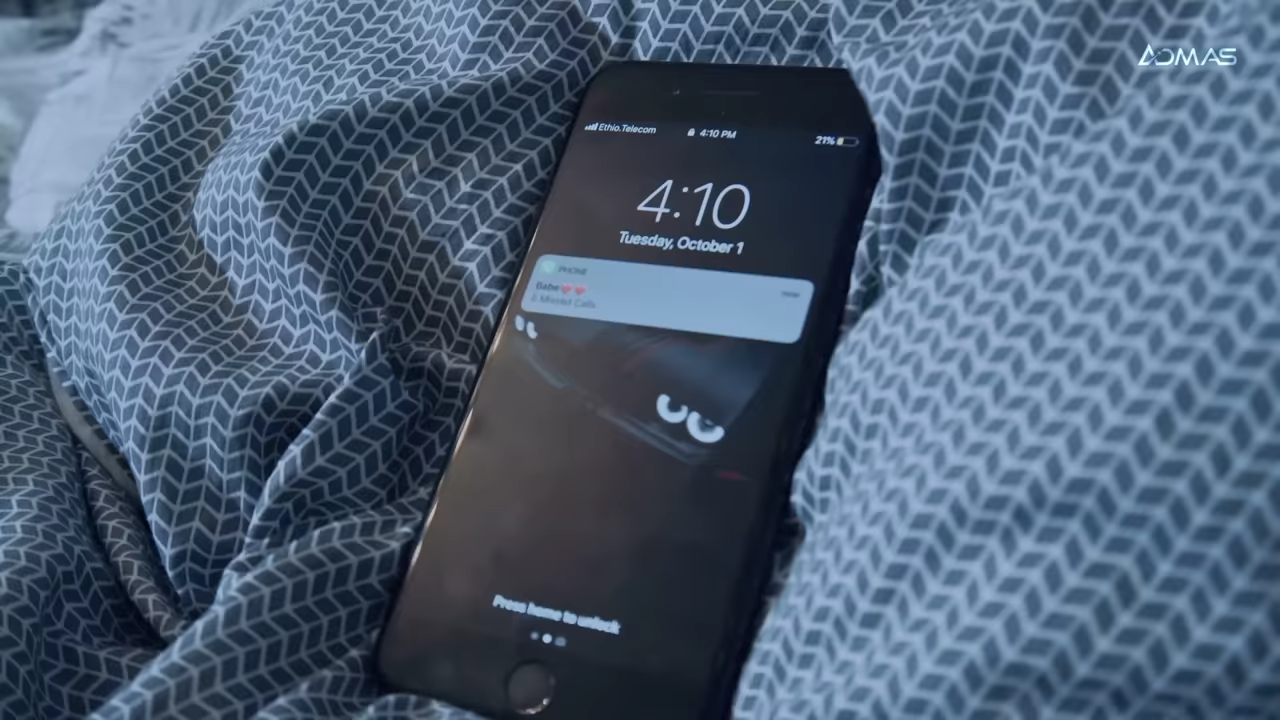 ADMAS
Ethio.Telecom 4:10 PM 21%
4:10
Tuesday, October 1
PHONE now
Babe❤️❤️
Missed Calls
Press home to unlock